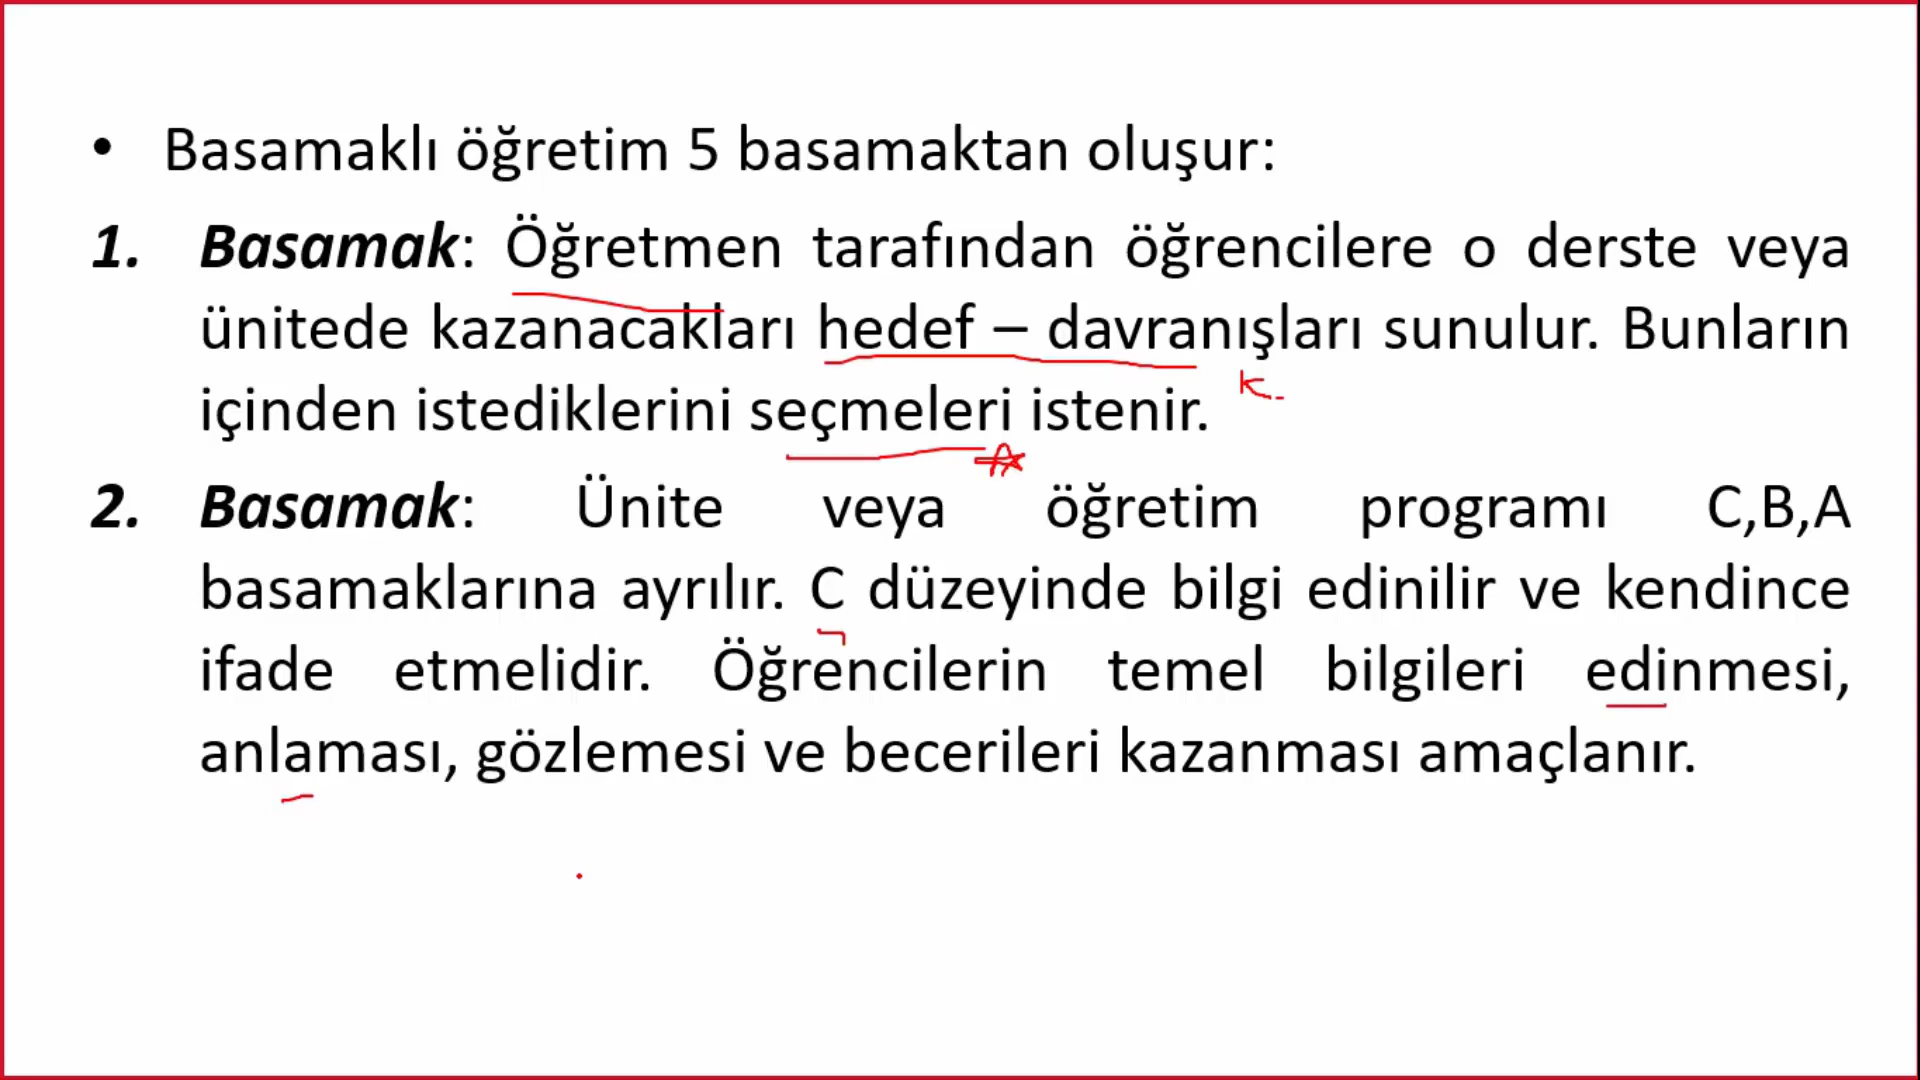 • Basamaklı öğretim 5 basamaktan oluşur:
1. Basamak: Öğretmen tarafından öğrencilere o derste veya
ünitede kazanacakları hedef – davranışları sunulur. Bunların
içinden istediklerini seçmeleri istenir.
K.
2. Basamak: Ünite veya öğretim programı C,B,A
basamaklarına ayrılır. C düzeyinde bilgi edinilir ve kendince
ifade etmelidir. Öğrencilerin temel bilgileri edinmesi,
anlaması, gözlemesi ve becerileri kazanması amaçlanır.